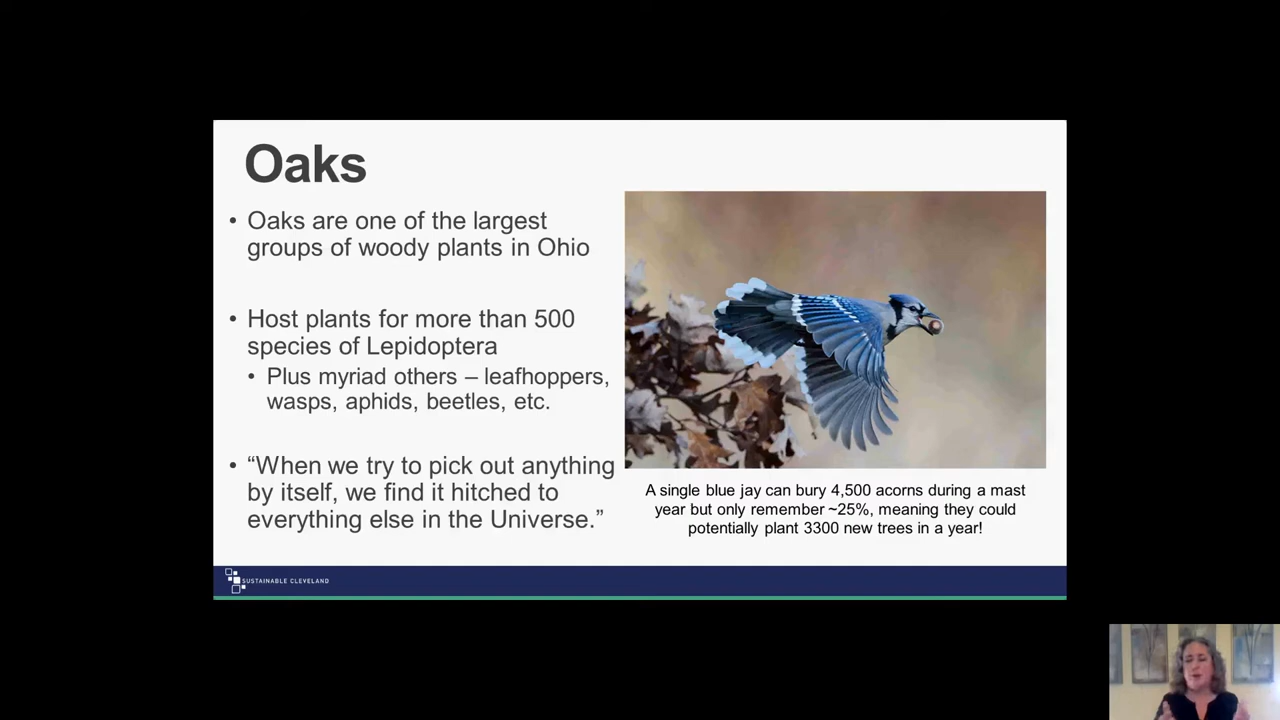 Oaks
• Oaks are one of the largest
groups of woody plants in Ohio
• Host plants for more than 500
species of Lepidoptera
• Plus myriad others – leafhoppers,
wasps, aphids, beetles, etc.
• “When we try to pick out anything
by itself, we find it hitched to
everything else in the Universe.”
A single blue jay can bury 4,500 acorns during a mast
year but only remember ~25%, meaning they could
potentially plant 3300 new trees in a year!
SUSTAINABLE CLEVELAND